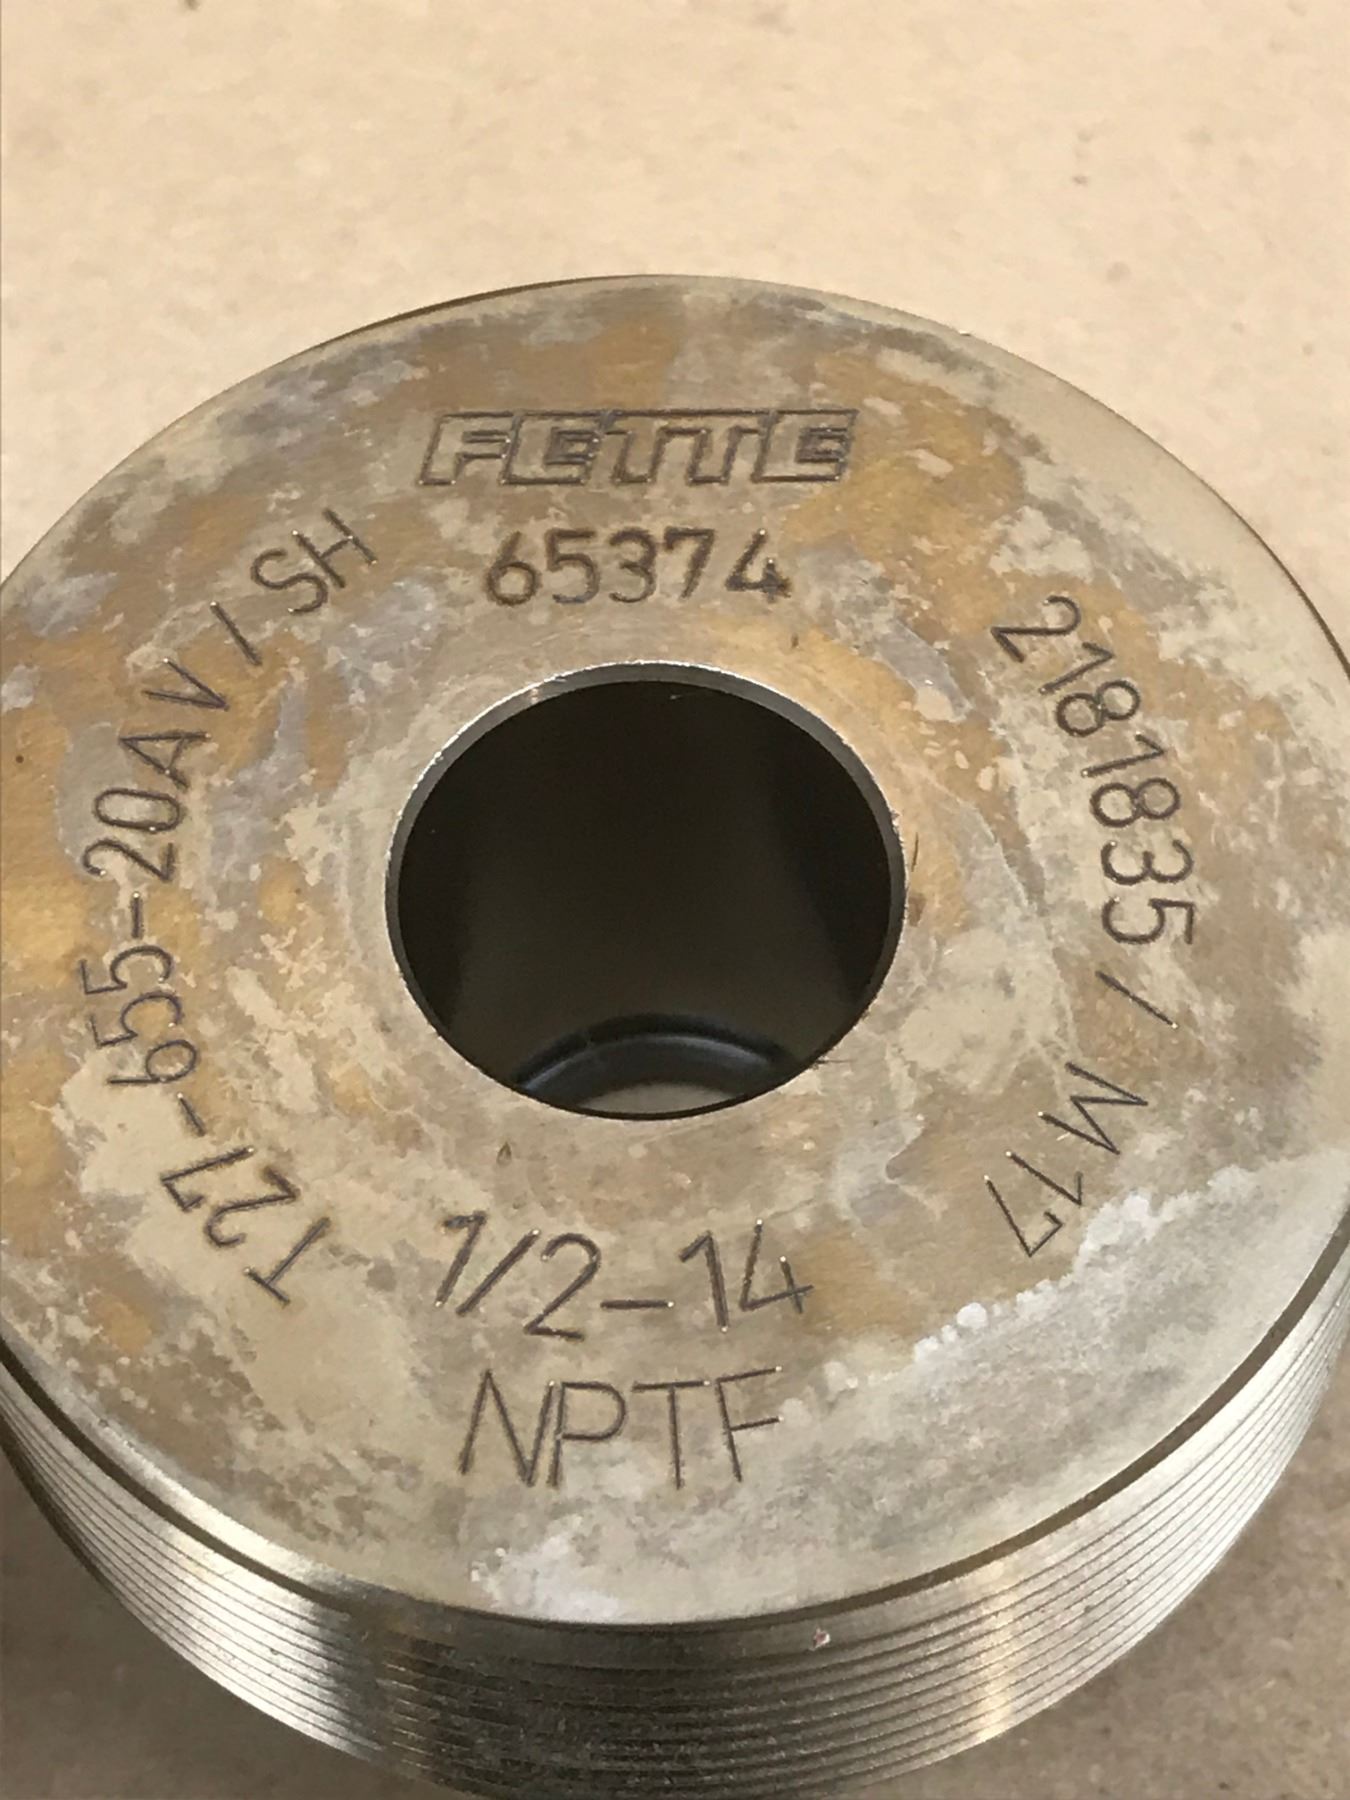 FETTE
65374
2181835 / M17
T27-655-20AV / SH
1/2-14
NPTF